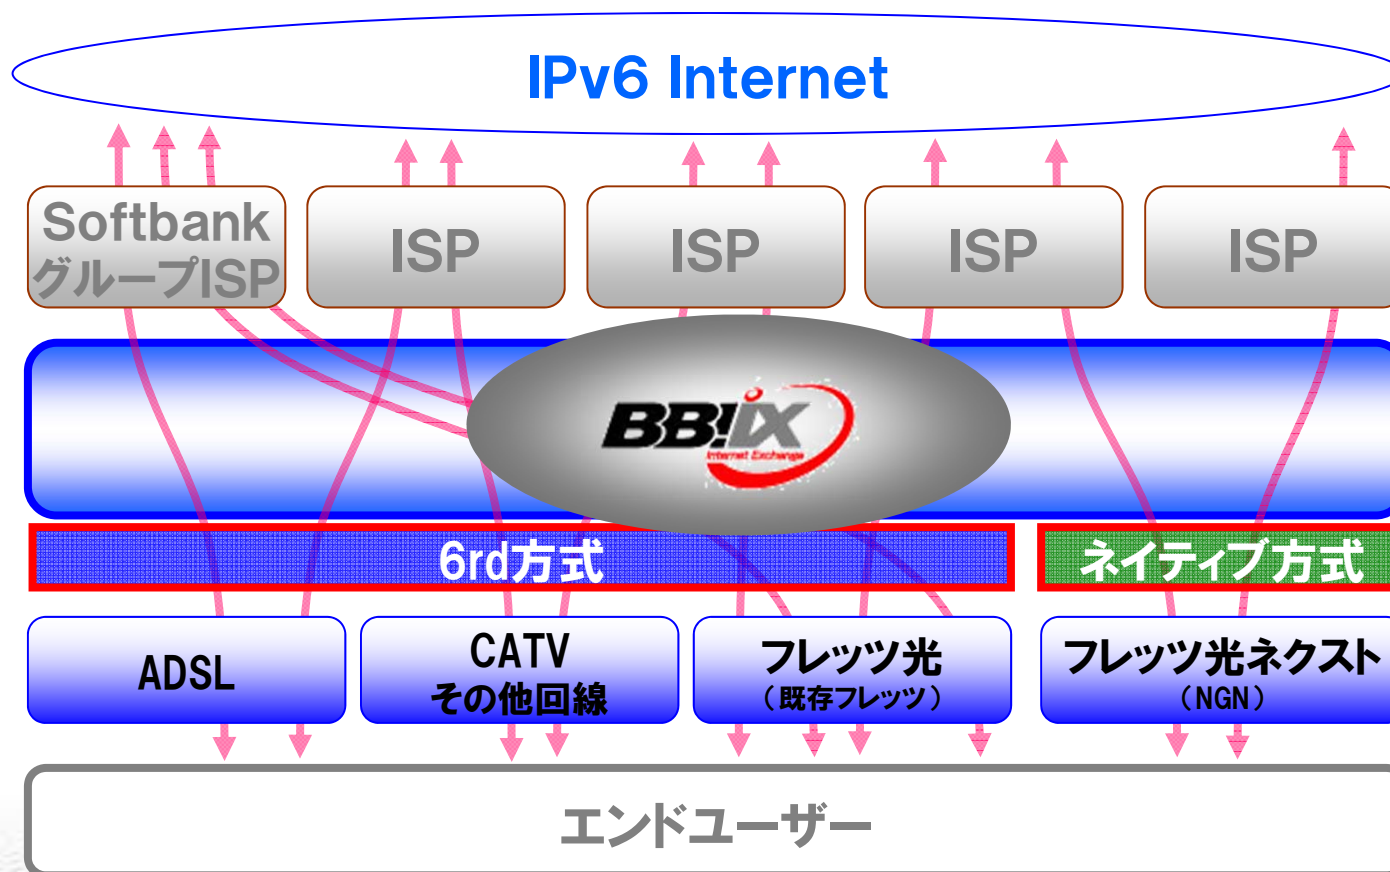 IPv6 Internet
Softbank
グループISP
ISP
ISP
ISP
ISP
BB!iX
Internet Exchange
6rd方式
ネイティブ方式
ADSL
CATV
その他回線
フレッツ光
（既存フレッツ）
フレッツ光ネクスト
（NGN）
エンドユーザー